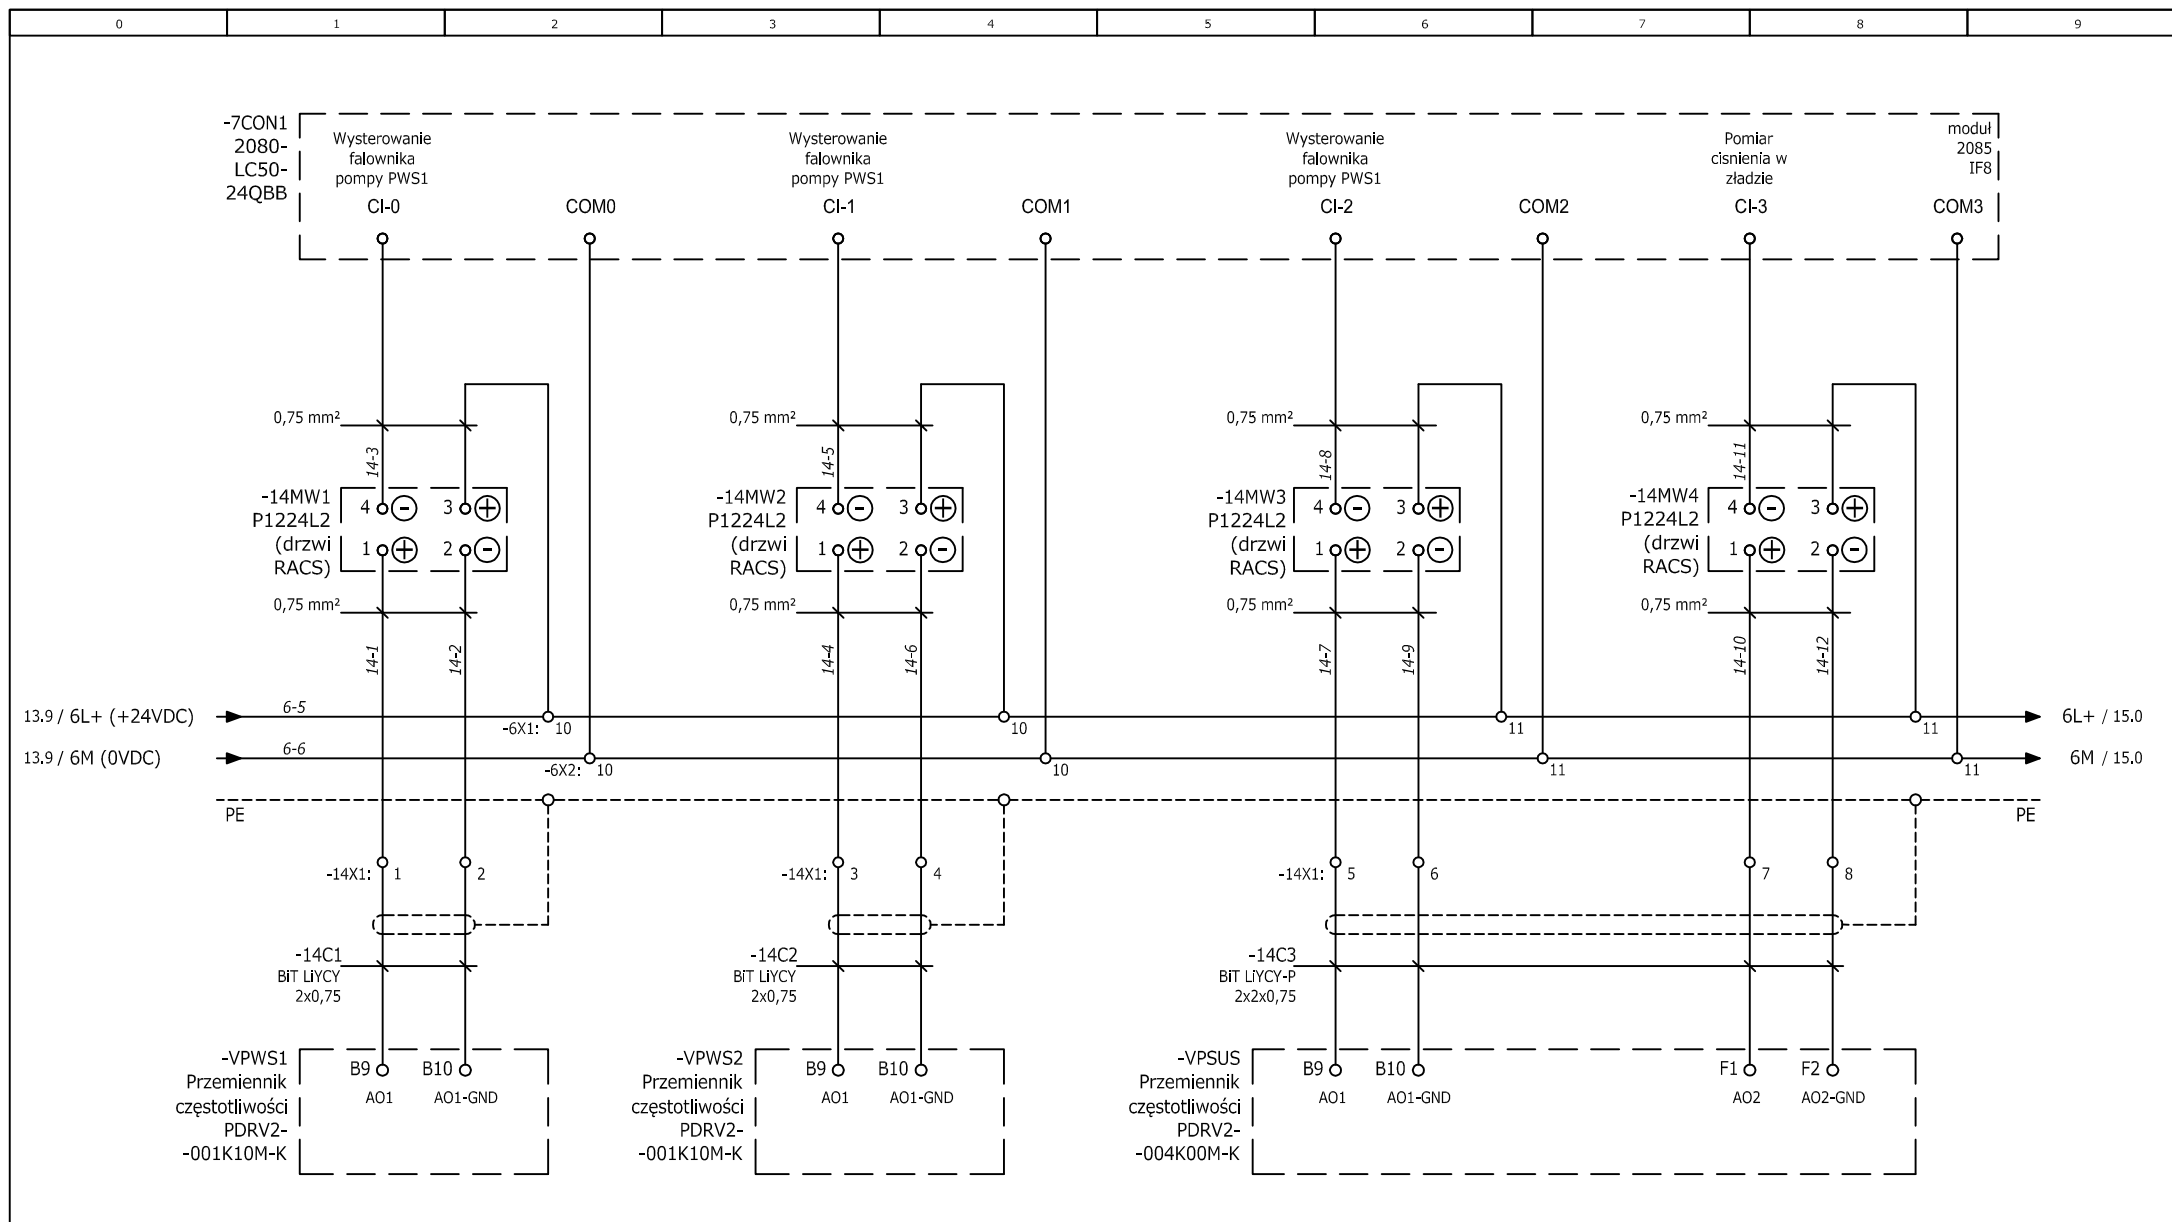 0 1 2 3 4 5 6 7 8 9
-7CON1
2080-
LC50-
24QBB
Wysterowanie
falownika
pompy PWS1
CI-0
COM0
Wysterowanie
falownika
pompy PWS1
CI-1
COM1
Wysterowanie
falownika
pompy PWS1
CI-2
COM2
Pomiar
cisnienia w
zładzie
CI-3
COM3
moduł
2085
IF8
0,75 mm²
14-3
-14MW1
P1224L2
(drzwi
RACS)
4 - 3 +
1 + 2 -
0,75 mm²
14-1
14-2
0,75 mm²
14-5
-14MW2
P1224L2
(drzwi
RACS)
4 - 3 +
1 + 2 -
0,75 mm²
14-4
14-6
0,75 mm²
14-8
-14MW3
P1224L2
(drzwi
RACS)
4 - 3 +
1 + 2 -
0,75 mm²
14-7
14-9
0,75 mm²
14-11
-14MW4
P1224L2
(drzwi
RACS)
4 - 3 +
1 + 2 -
0,75 mm²
14-10
14-12
13.9 / 6L+ (+24VDC)
6-5
-6X1: 10
10
11
11
6L+ / 15.0
13.9 / 6M (0VDC)
6-6
-6X2: 10
10
11
11
6M / 15.0
PE
PE
-14X1: 1 2
-14X1: 3 4
-14X1: 5 6 7 8
-14C1
BiT LiYCY
2x0,75
-14C2
BiT LiYCY
2x0,75
-14C3
BiT LiYCY-P
2x2x0,75
-VPWS1
Przemiennik
częstotliwości
PDRV2-
-001K10M-K
B9 B10
AO1 AO1-GND
-VPWS2
Przemiennik
częstotliwości
PDRV2-
-001K10M-K
B9 B10
AO1 AO1-GND
-VPSUS
Przemiennik
częstotliwości
PDRV2-
-004K00M-K
B9 B10 F1 F2
AO1 AO1-GND AO2 AO2-GND